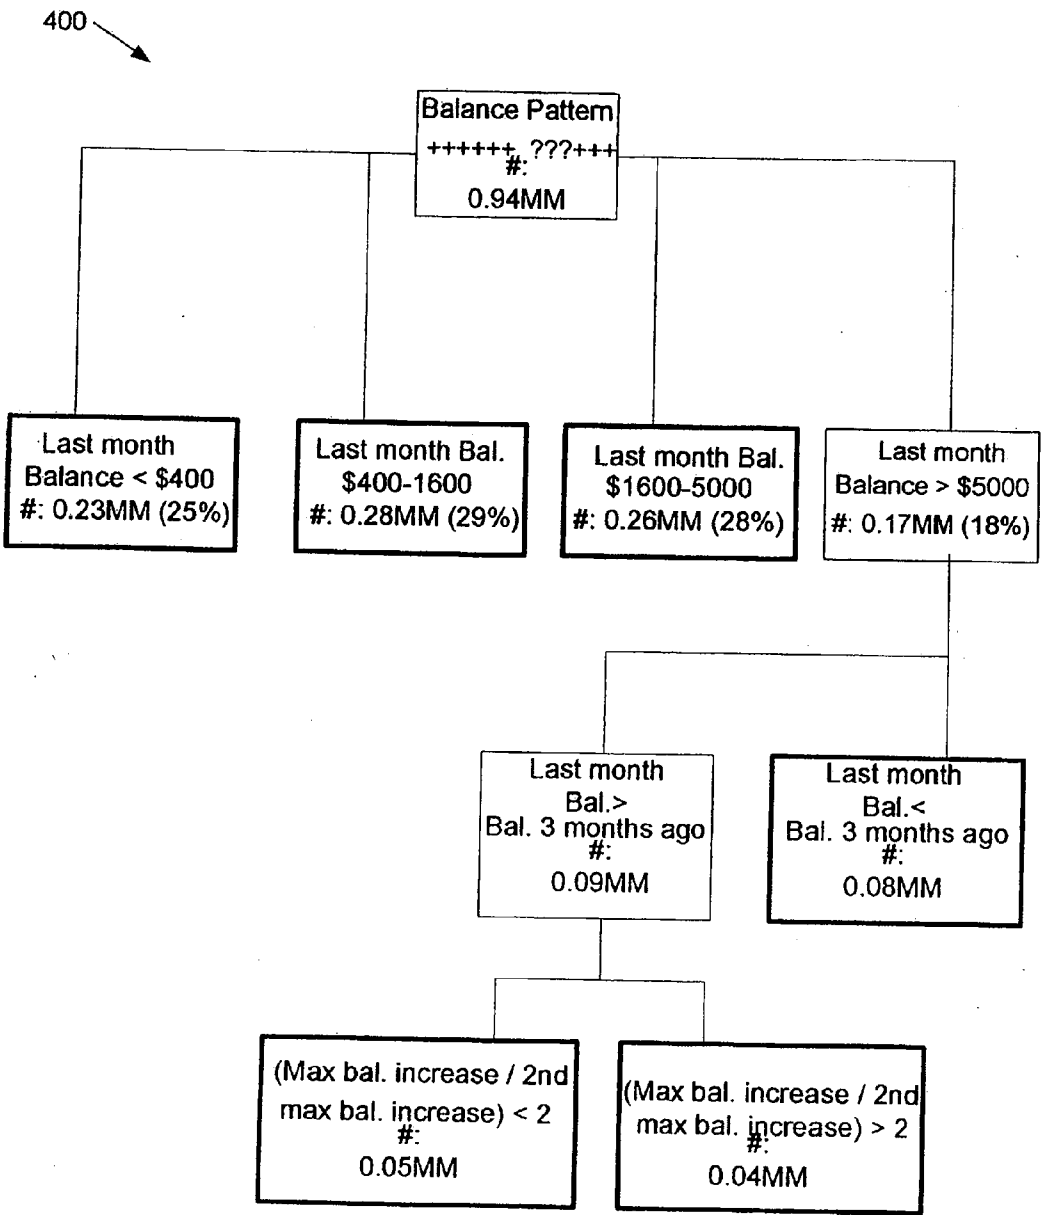 400
Balance Pattern
++++++, ???+++
#:
0.94MM
Last month
Balance < $400
#: 0.23MM (25%)
Last month Bal.
$400-1600
#: 0.28MM (29%)
Last month Bal.
$1600-5000
#: 0.26MM (28%)
Last month
Balance > $5000
#: 0.17MM (18%)
Last month
Bal.>
Bal. 3 months ago
#:
0.09MM
Last month
Bal.<
Bal. 3 months ago
#:
0.08MM
(Max bal. increase / 2nd
max bal. increase) < 2
#:
0.05MM
(Max bal. increase / 2nd
max bal. increase) > 2
#:
0.04MM